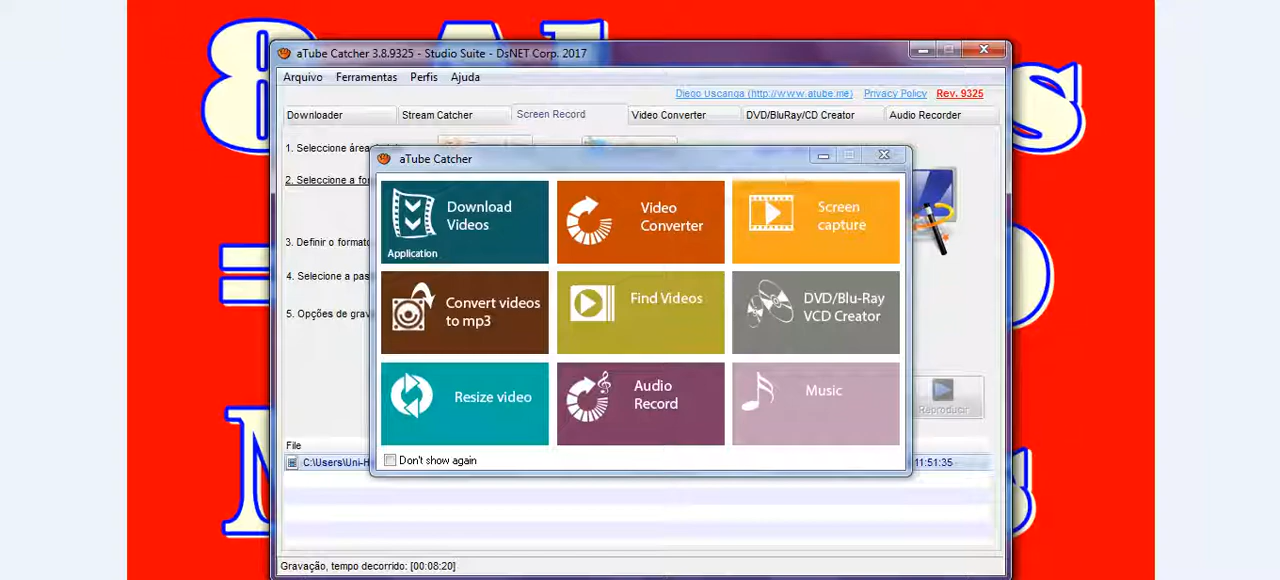 aTube Catcher 3.8.9325 - Studio Suite - DsNET Corp. 2017
Arquivo Ferramentas Perfis Ajuda
Diego Uscanga (http://www.atube.me) Privacy Policy Rev. 9325
Downloader Stream Catcher Screen Record Video Converter DVD/BluRay/CD Creator Audio Recorder
1. Seleccione área
2. Seleccione a
3. Definir o formato
4. Selecione a
5. Opções de
aTube Catcher
Download
Videos
Application
Video
Converter
Screen
capture
Convert videos
to mp3
Find Videos
DVD/Blu-Ray
VCD Creator
Resize video
Audio
Record
Music
Don't show again
Reproducir
File
C:\Users\Uni-H
11:51:35
Gravação, tempo decorrido: [00:08:20]